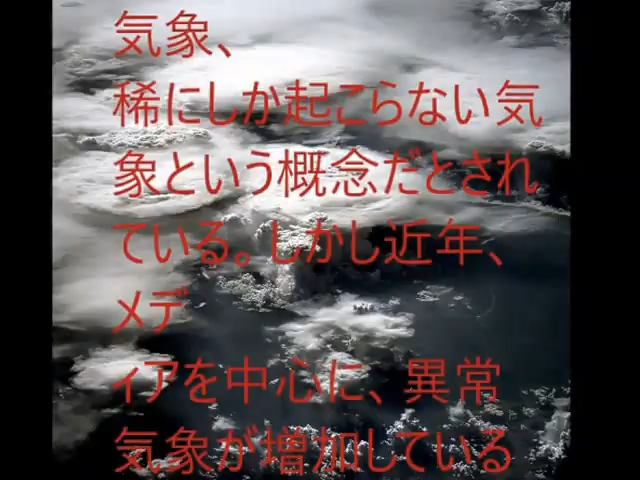 気象、
稀にしか起こらない気
象という概念だとされ
ている。しかし近年、
メデ
ィアを中心に、異常
気象が増加している